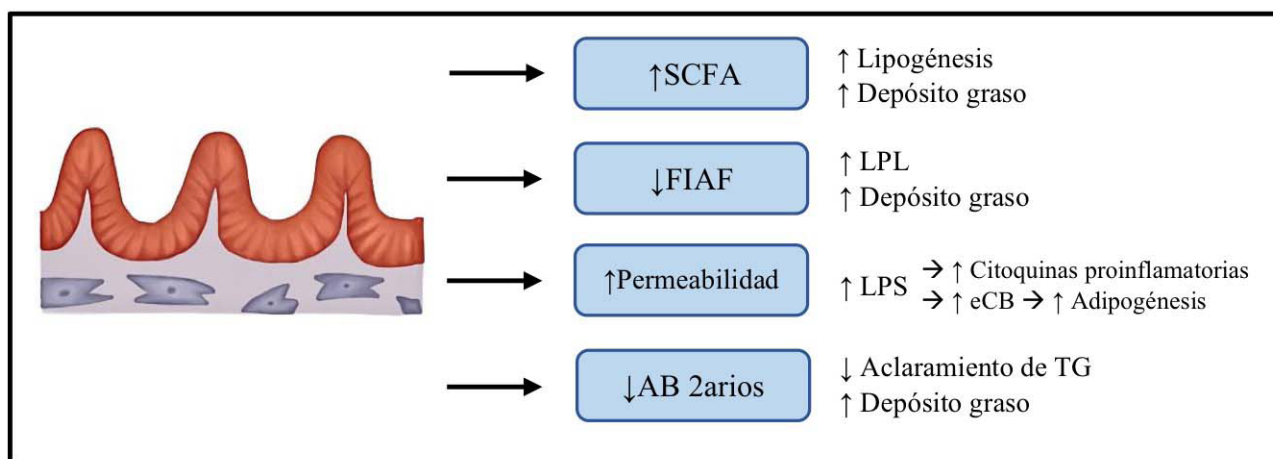 ↑SCFA
↑ Lipogénesis
↑ Depósito graso
↓FIAF
↑ LPL
↑ Depósito graso
↑Permeabilidad
↑ LPS → ↑ Citoquinas proinflamatorias
→ ↑ eCB → ↑ Adipogénesis
↓AB 2arios
↓ Aclaramiento de TG
↑ Depósito graso